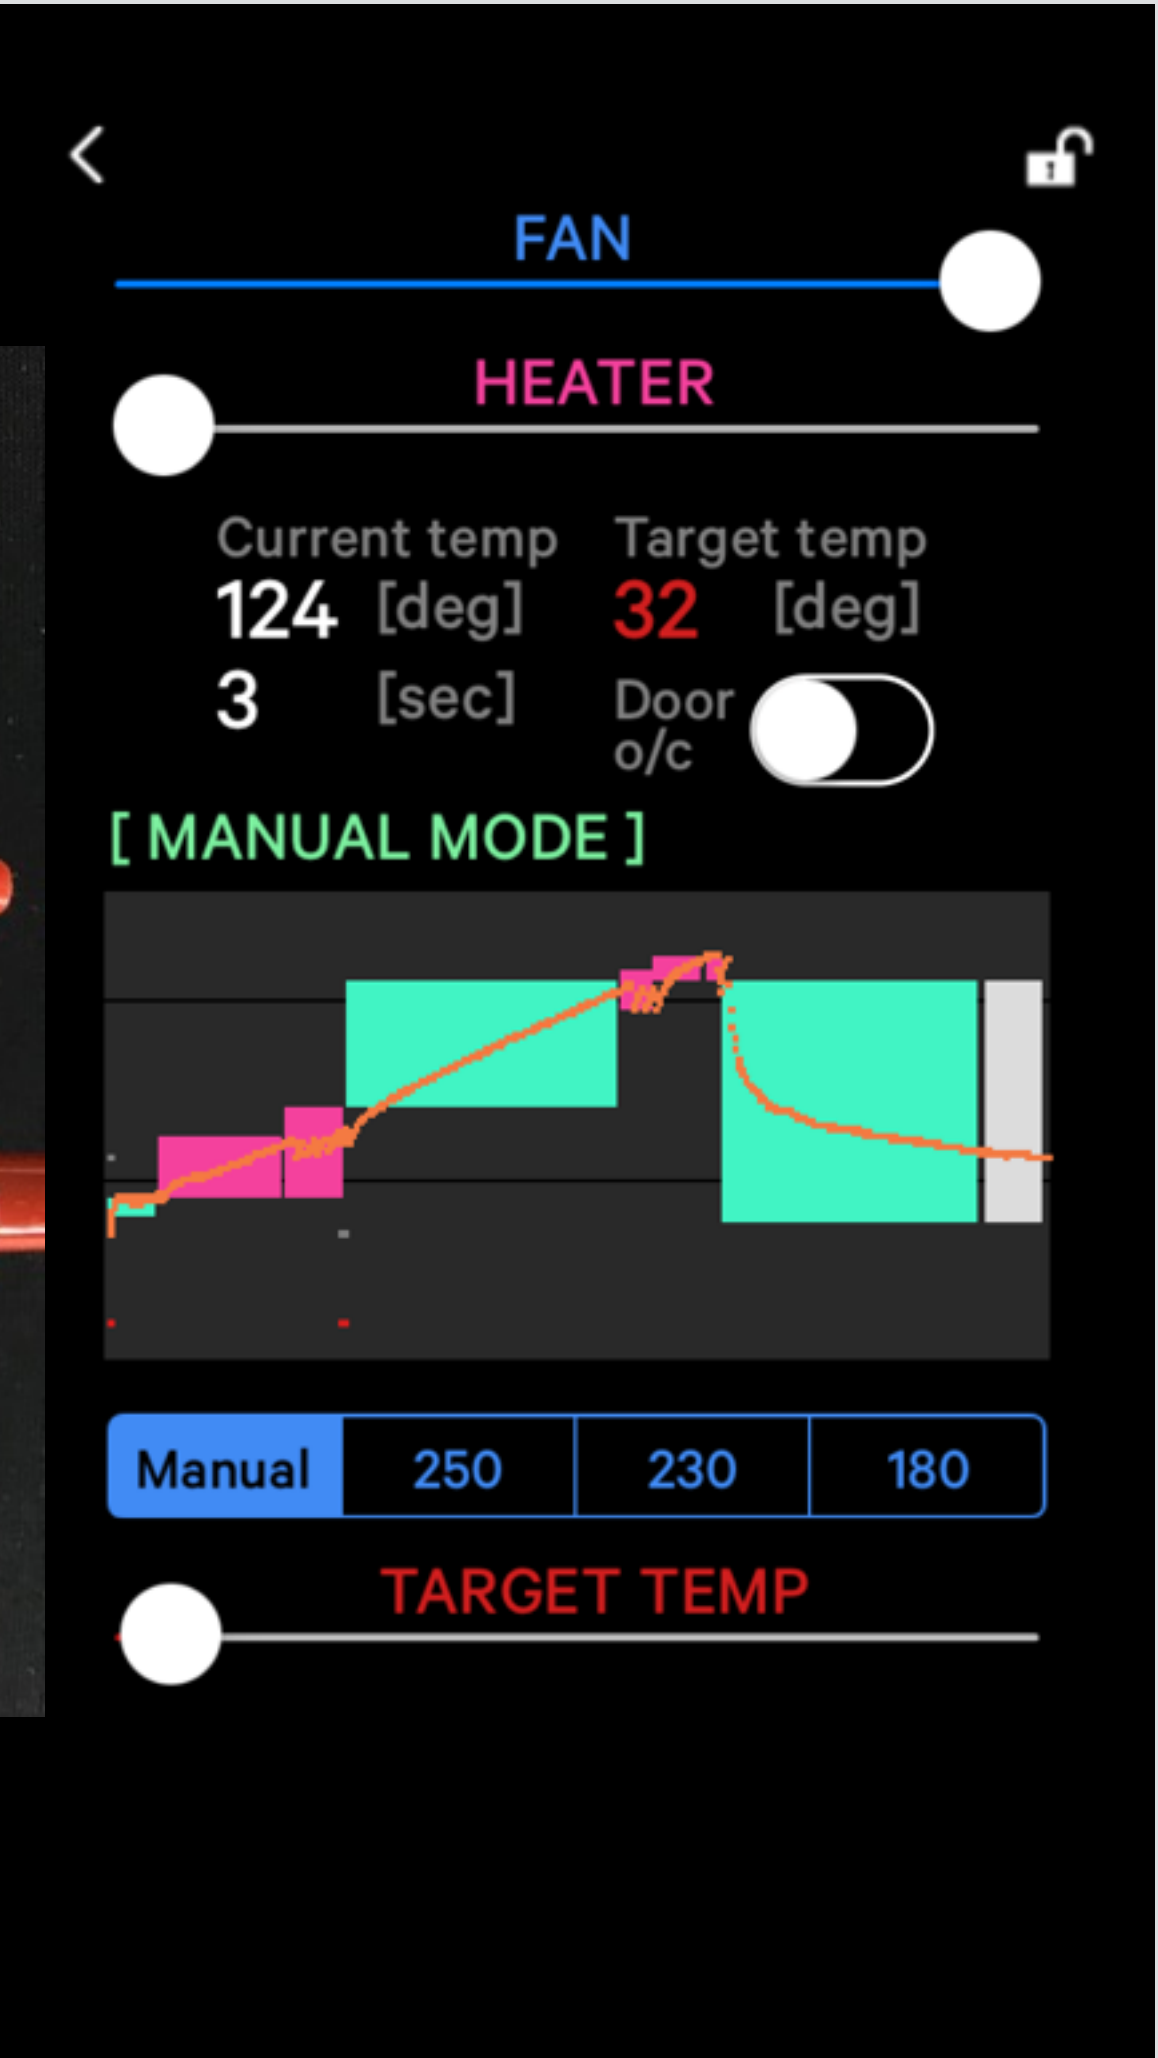 FAN
HEATER
Current temp Target temp
124 [deg] 32 [deg]
3 [sec] Door
o/c
[ MANUAL MODE ]
Manual 250 230 180
TARGET TEMP